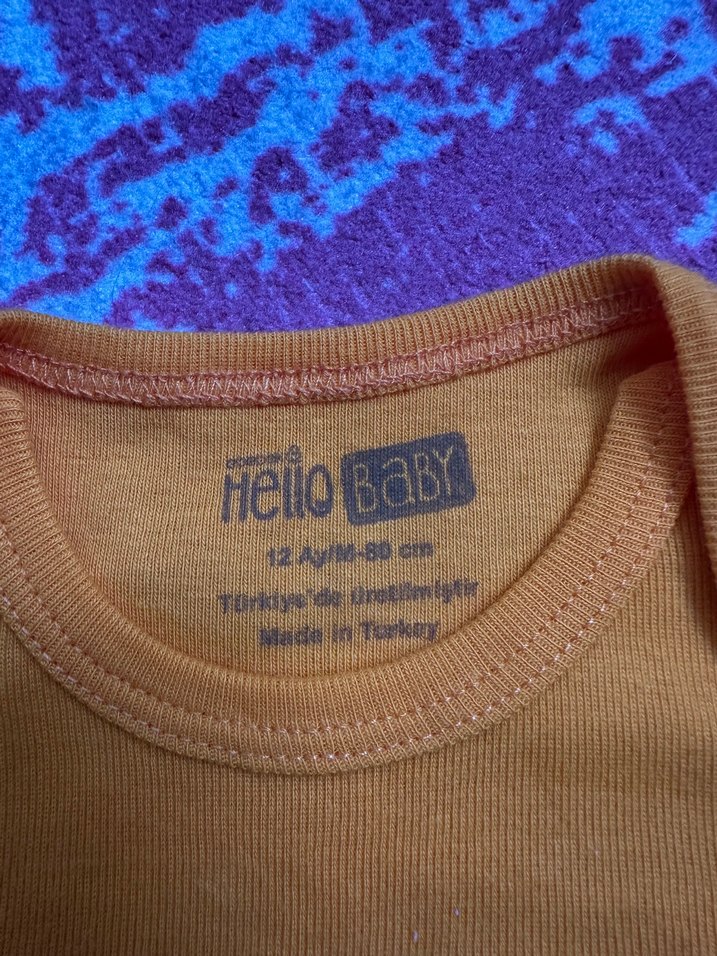 Hello BABY
12 Ay/M-80 cm
Türkiye'de üretilmiştir
Made in Turkey